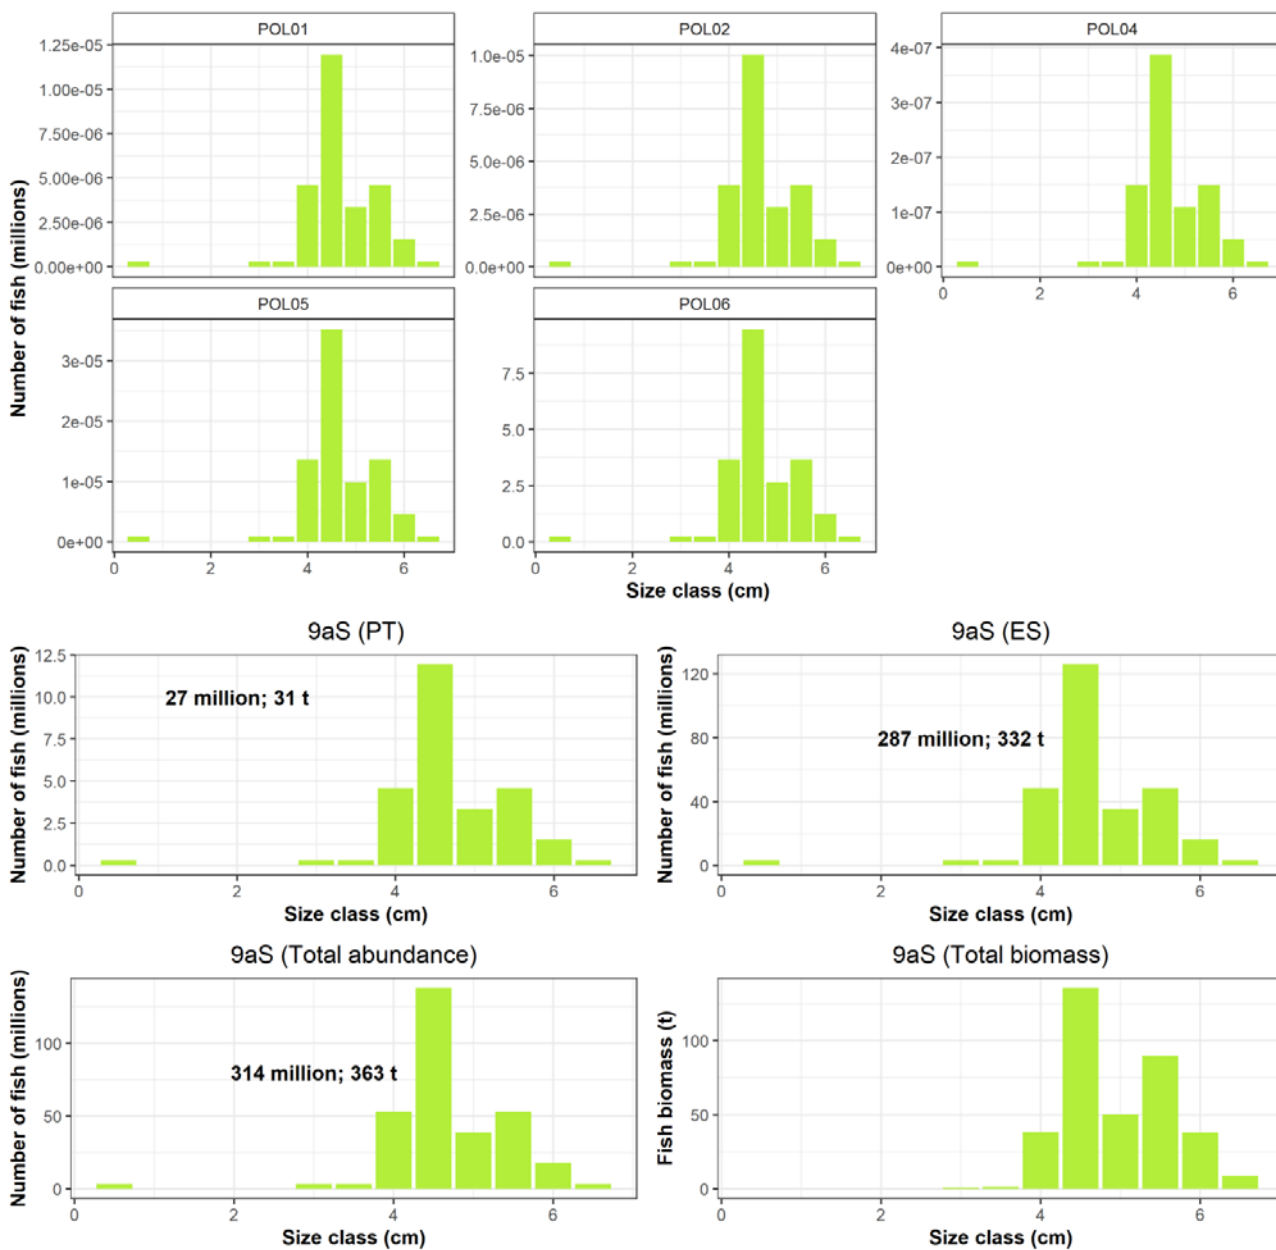 POL01
POL02
POL04
1.25e-05
1.00e-05
7.50e-06
5.00e-06
2.50e-06
0.00e+00
1.0e-05
7.5e-06
5.0e-06
2.5e-06
0.0e+00
4e-07
3e-07
2e-07
1e-07
0e+00
0 2 4 6
Number of fish (millions)
POL05
POL06
3e-05
2e-05
1e-05
0e+00
0 2 4 6
7.5
5.0
2.5
0.0
0 2 4 6
Size class (cm)
9aS (PT)
Number of fish (millions)
12.5
10.0
7.5
5.0
2.5
0.0
27 million; 31 t
0 2 4 6
Size class (cm)
9aS (ES)
Number of fish (millions)
120
80
40
0
287 million; 332 t
0 2 4 6
Size class (cm)
9aS (Total abundance)
Number of fish (millions)
100
50
0
314 million; 363 t
0 2 4 6
Size class (cm)
9aS (Total biomass)
Fish biomass (t)
100
50
0
0 2 4 6
Size class (cm)